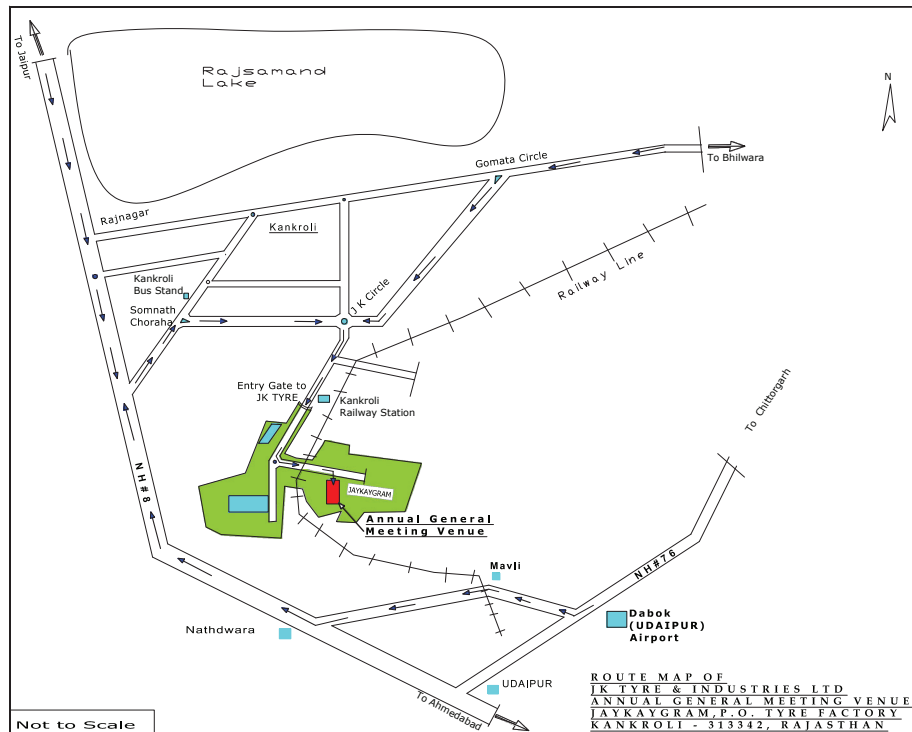 To Jaipur
Rajsamand
Lake
N
Gomata Circle
To Bhilwara
Rajnagar
Kankroli
Railway Line
Kankroli
Bus Stand
J K Circle
Somnath
Choraha
Entry Gate to
JK TYRE
Kankroli
Railway Station
To Chittorgarh
NH#8
JAYKAYGRAM
Annual General
Meeting Venue
NH#76
Mavli
Dabok
(UDAIPUR)
Airport
Nathdwara
UDAIPUR
To Ahmedabad
Not to Scale
ROUTE MAP OF
JK TYRE & INDUSTRIES LTD
ANNUAL GENERAL MEETING VENUE
JAYKAYGRAM,P.O. TYRE FACTORY
KANKROLI - 313342, RAJASTHAN